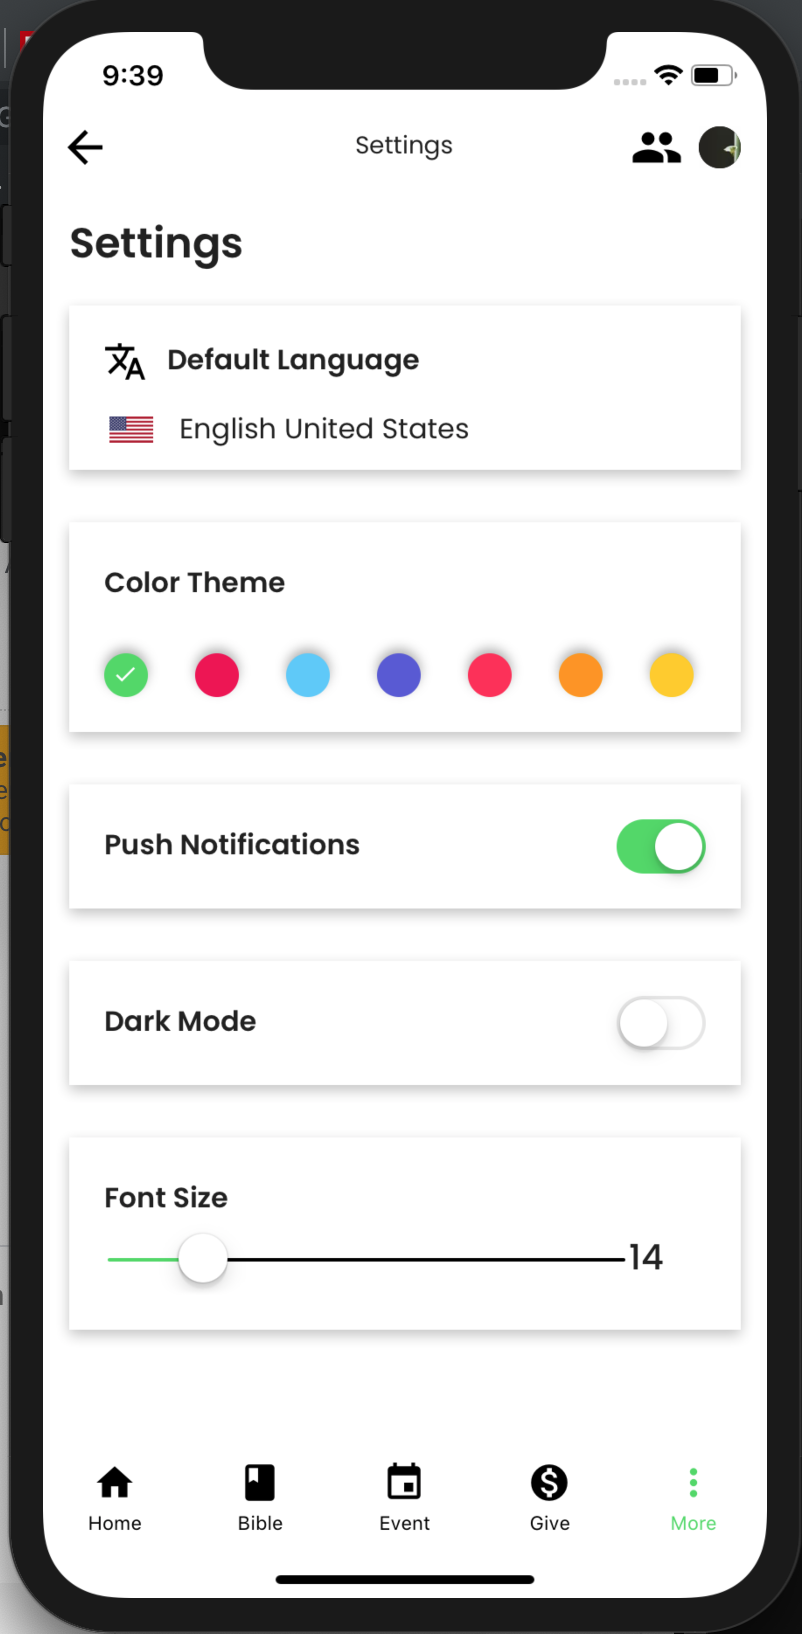 9:39
Settings
Settings
Default Language
English United States
Color Theme
Push Notifications
Dark Mode
Font Size
14
Home
Bible
Event
Give
More